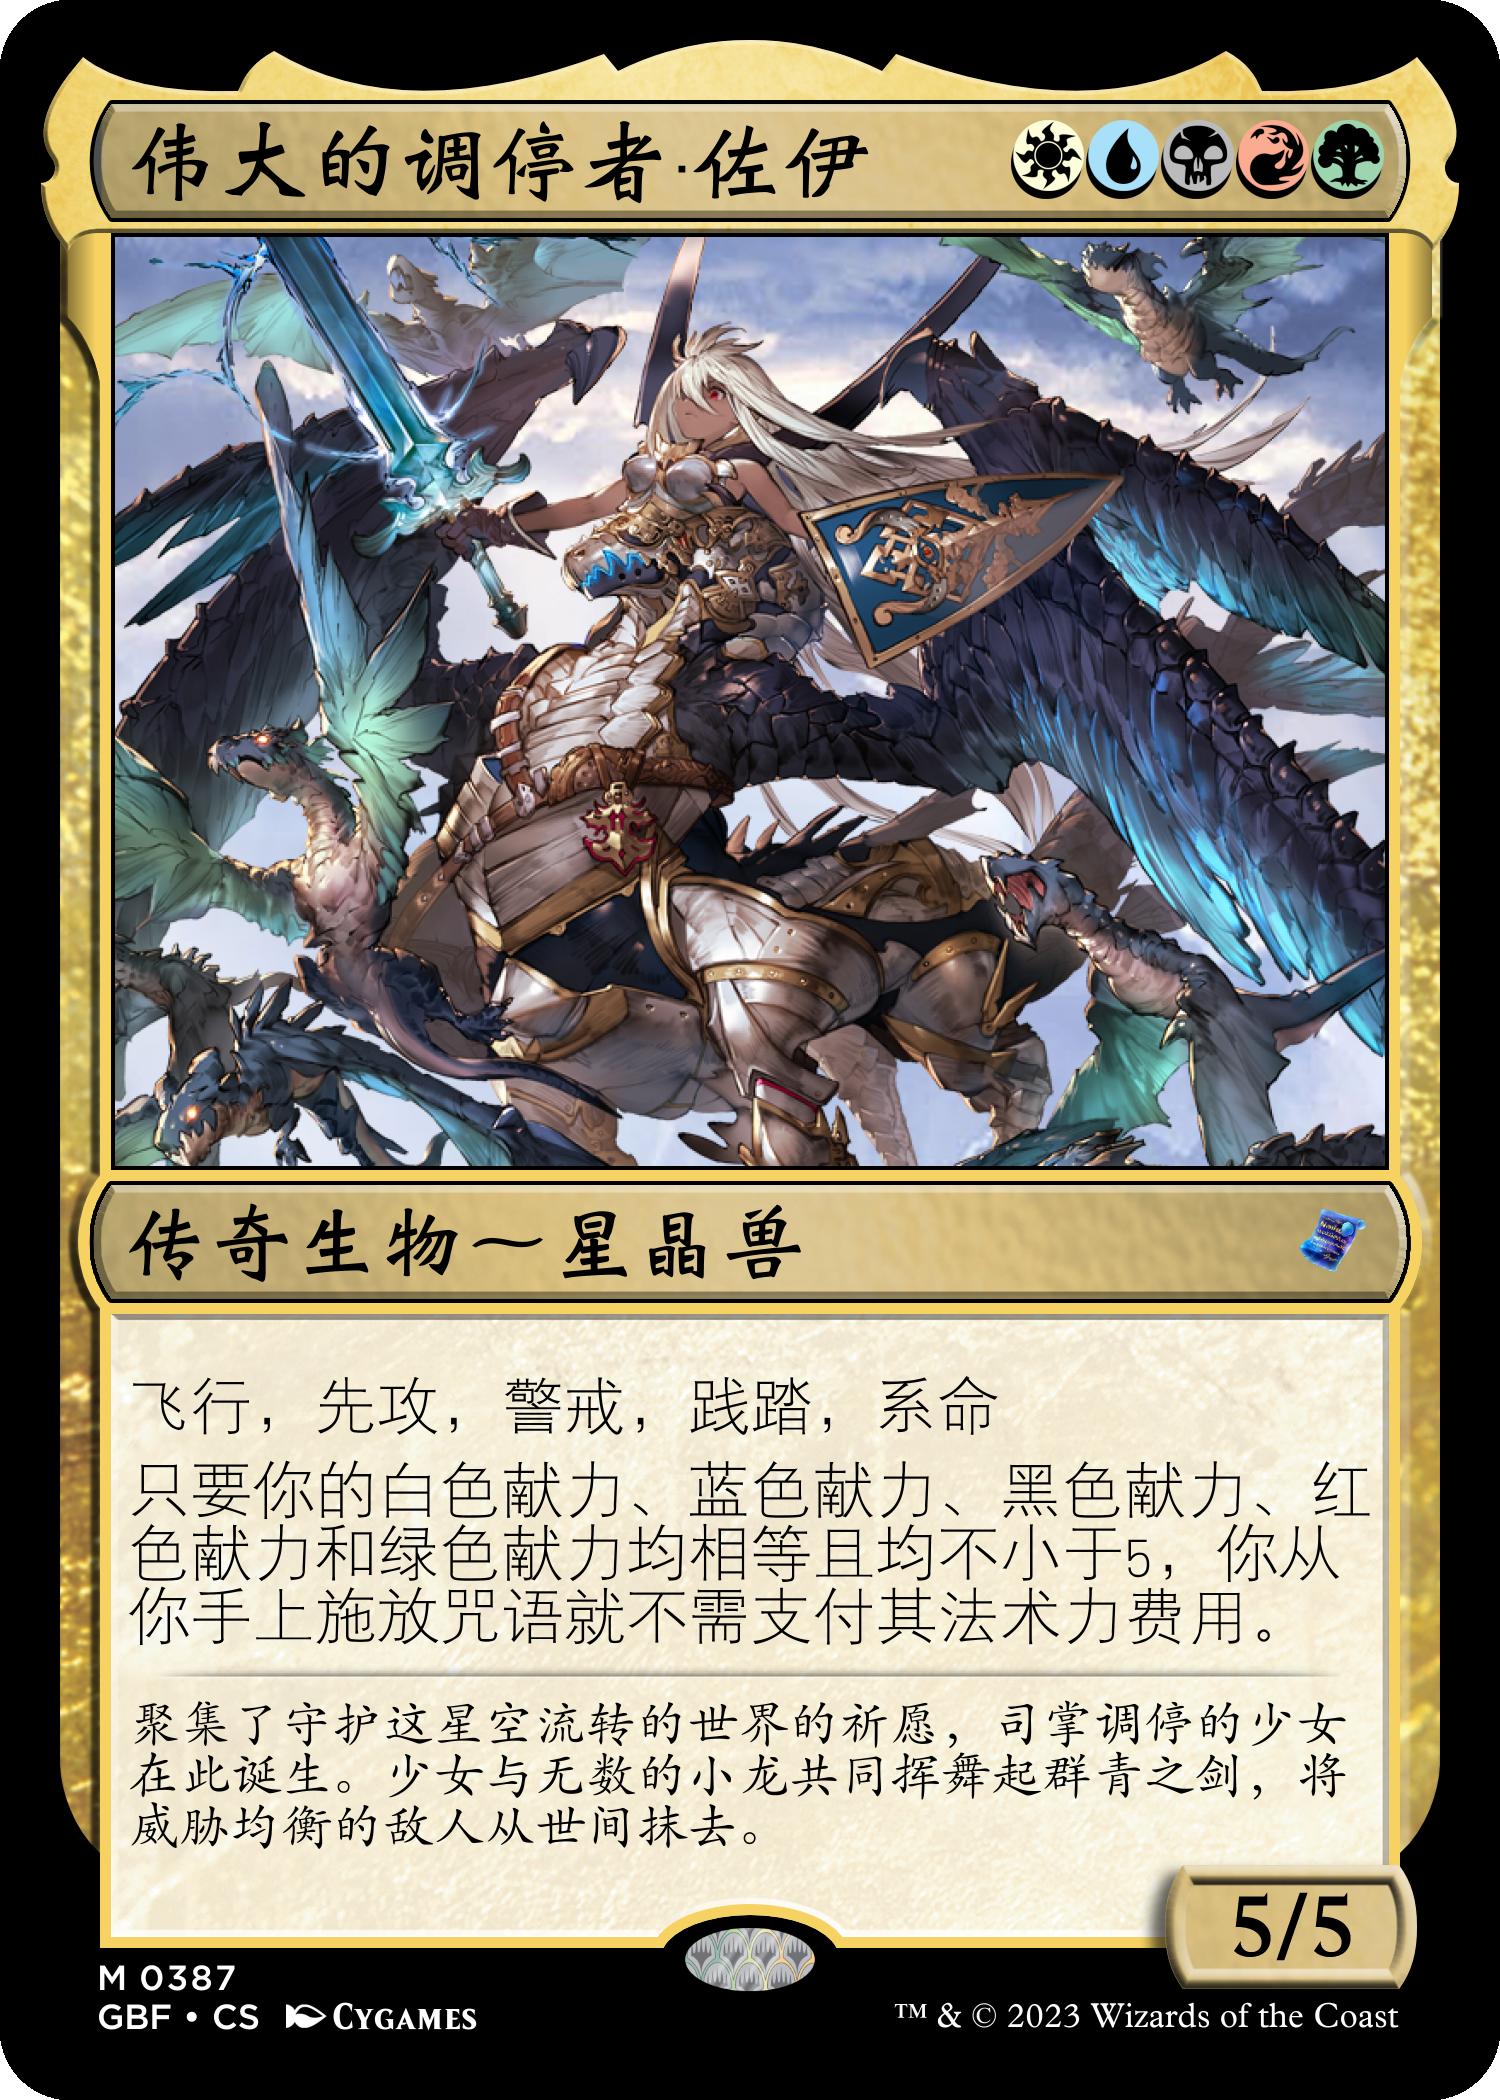 伟大的调停者·佐伊
传奇生物～星晶兽
飞行，先攻，警戒，践踏，系命
只要你的白色献力、蓝色献力、黑色献力、红
色献力和绿色献力均相等且均不小于5，你从
你手上施放咒语就不需支付其法术力费用。
聚集了守护这星空流转的世界的祈愿，司掌调停的少女
在此诞生。少女与无数的小龙共同挥舞起群青之剑，将
威胁均衡的敌人从世间抹去。
5/5
M 0387
GBF • CS CYGAMES
™ & © 2023 Wizards of the Coast